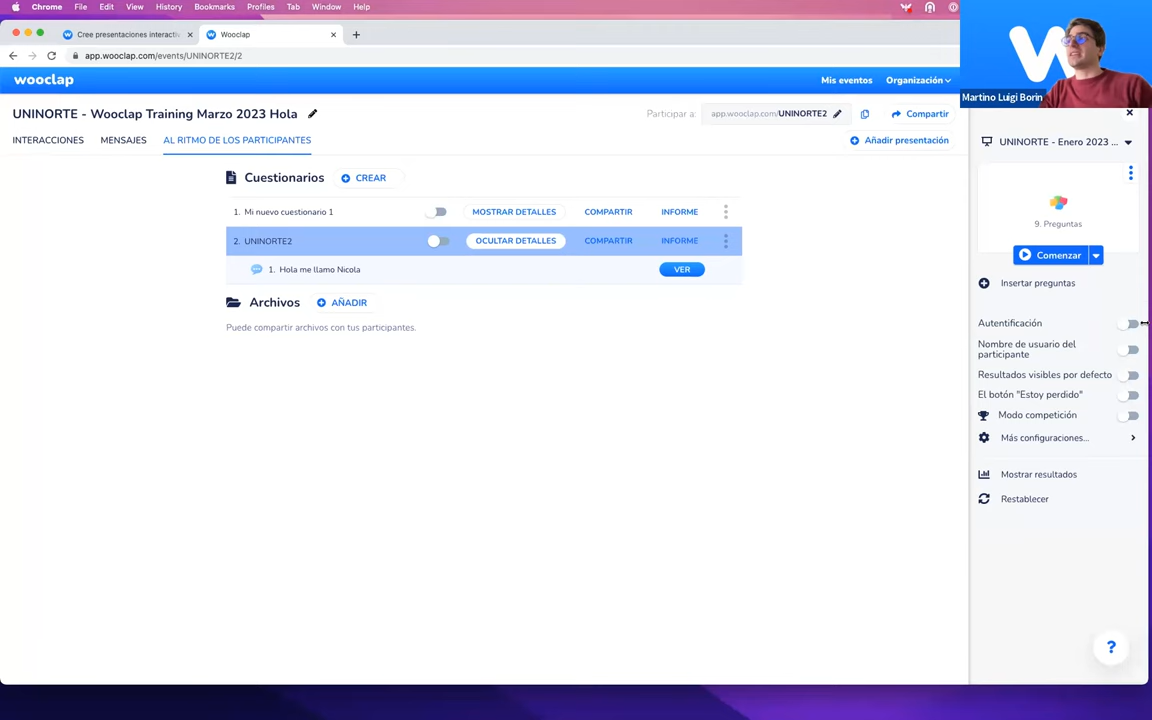 Chrome File Edit View History Bookmarks Profiles Tab Window Help
Cree presentaciones interactiv
Wooclap
app.wooclap.com/events/UNINORTE2/2
wooclap
Mis eventos
Organización
Martino Luigi Borin
UNINORTE - Wooclap Training Marzo 2023 Hola
Participar a:
app.wooclap.com/UNINORTE2
Compartir
INTERACCIONES
MENSAJES
AL RITMO DE LOS PARTICIPANTES
Añadir presentación
Cuestionarios
CREAR
1. Mi nuevo cuestionario 1
MOSTRAR DETALLES
COMPARTIR
INFORME
2. UNINORTE2
OCULTAR DETALLES
COMPARTIR
INFORME
1. Hola me llamo Nicola
VER
Archivos
AÑADIR
Puede compartir archivos con tus participantes.
UNINORTE - Enero 2023 ...
9. Preguntas
Comenzar
Insertar preguntas
Autentificación
Nombre de usuario del
participante
Resultados visibles por defecto
El botón "Estoy perdido"
Modo competición
Más configuraciones...
Mostrar resultados
Restablecer
?